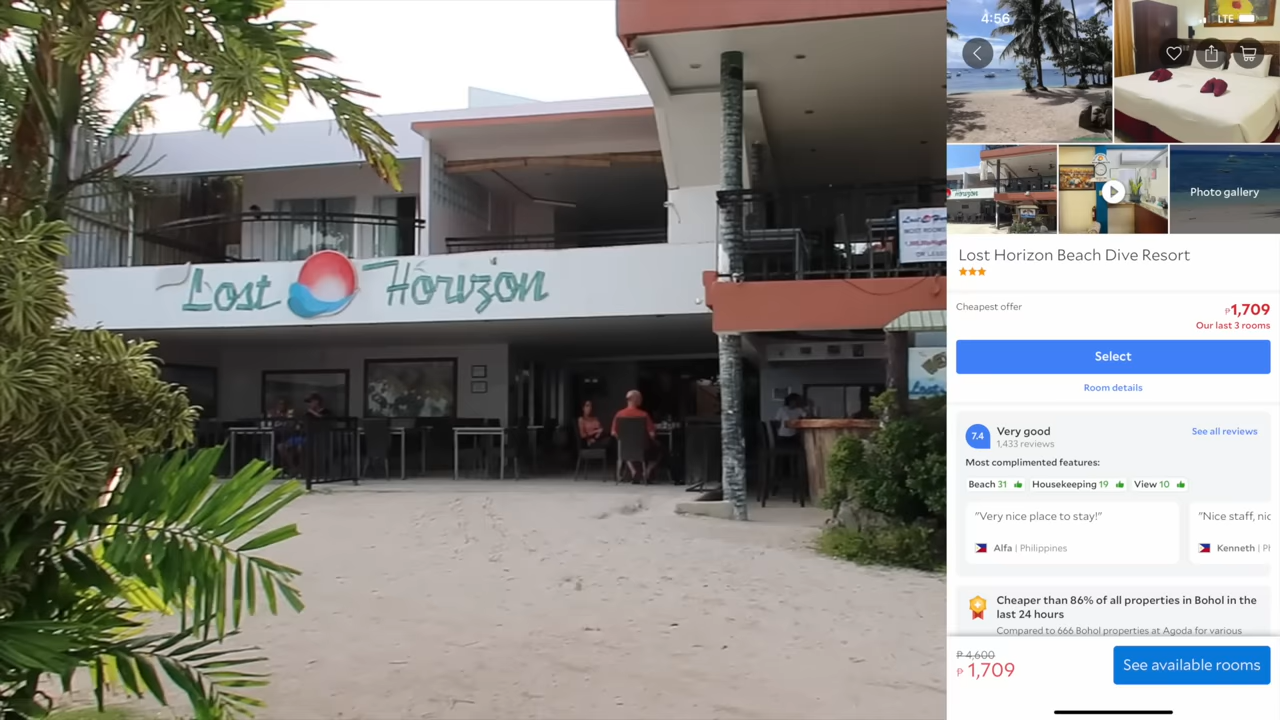 Lost Horizon
4:56
LTE
Photo gallery
Lost Horizon Beach Dive Resort
Cheapest offer
₱1,709
Our last 3 rooms
Select
Room details
7.4
Very good
1,433 reviews
See all reviews
Most complimented features:
Beach 31
Housekeeping 19
View 10
"Very nice place to stay!"
"Nice staff, nic
Alfa | Philippines
Kenneth | Ph
Cheaper than 86% of all properties in Bohol in the
last 24 hours
Compared to 666 Bohol properties at Agoda for various
₱ 4,600
₱ 1,709
See available rooms